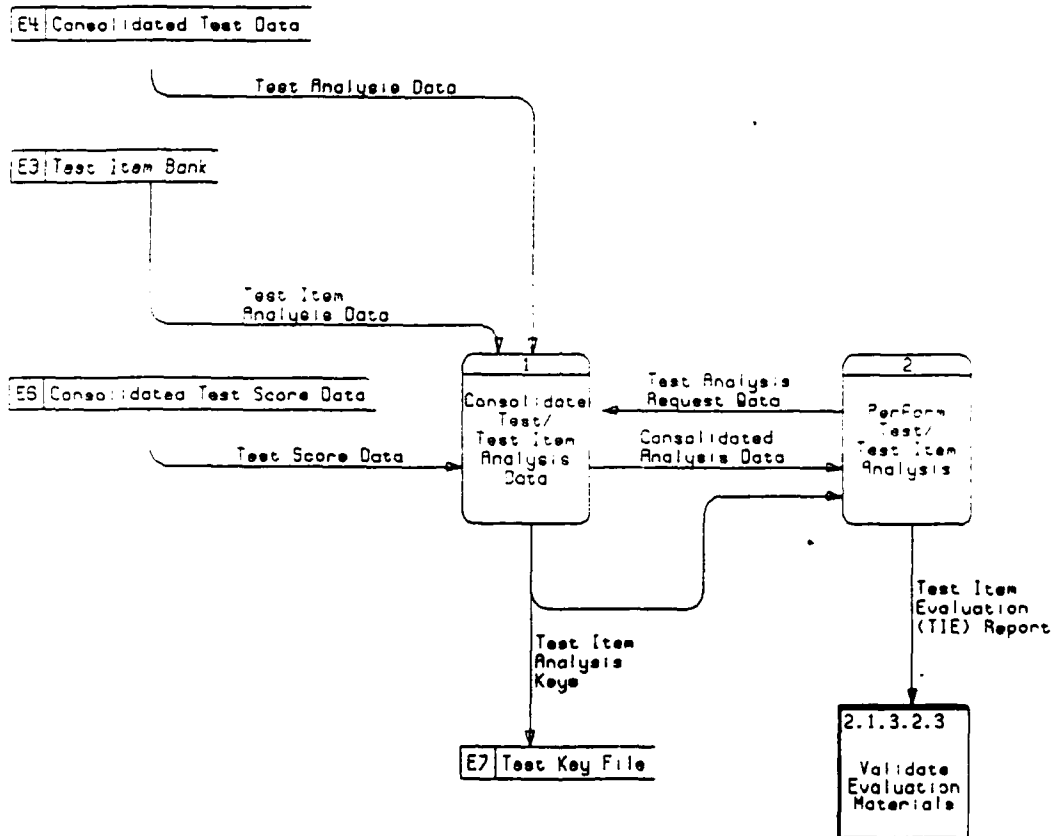 E4 Consolidated Test Data
Test Analysis Data
E3 Test Item Bank
Test Item
Analysis Data
E6 Consolidated Test Score Data
Test Score Data
1
Consolidate
Test/
Test Item
Analysis
Data
Test Analysis
Request Data
Consolidated
Analysis Data
2
Perform
Test/
Test Item
Analysis
Test Item
Evaluation
(TIE) Report
Test Item
Analysis
Keys
E7 Test Key File
2.1.3.2.3
Validate
Evaluation
Materials